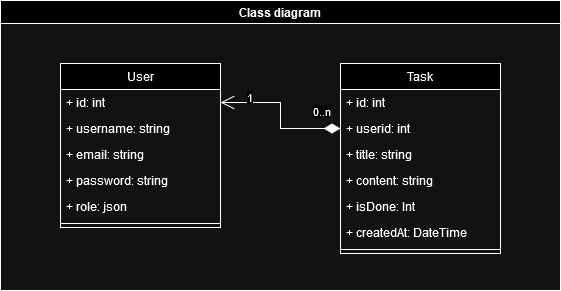 Class diagram
User
+ id: int
+ username: string
+ email: string
+ password: string
+ role: json
1
0..n
Task
+ id: int
+ userid: int
+ title: string
+ content: string
+ isDone: Int
+ createdAt: DateTime